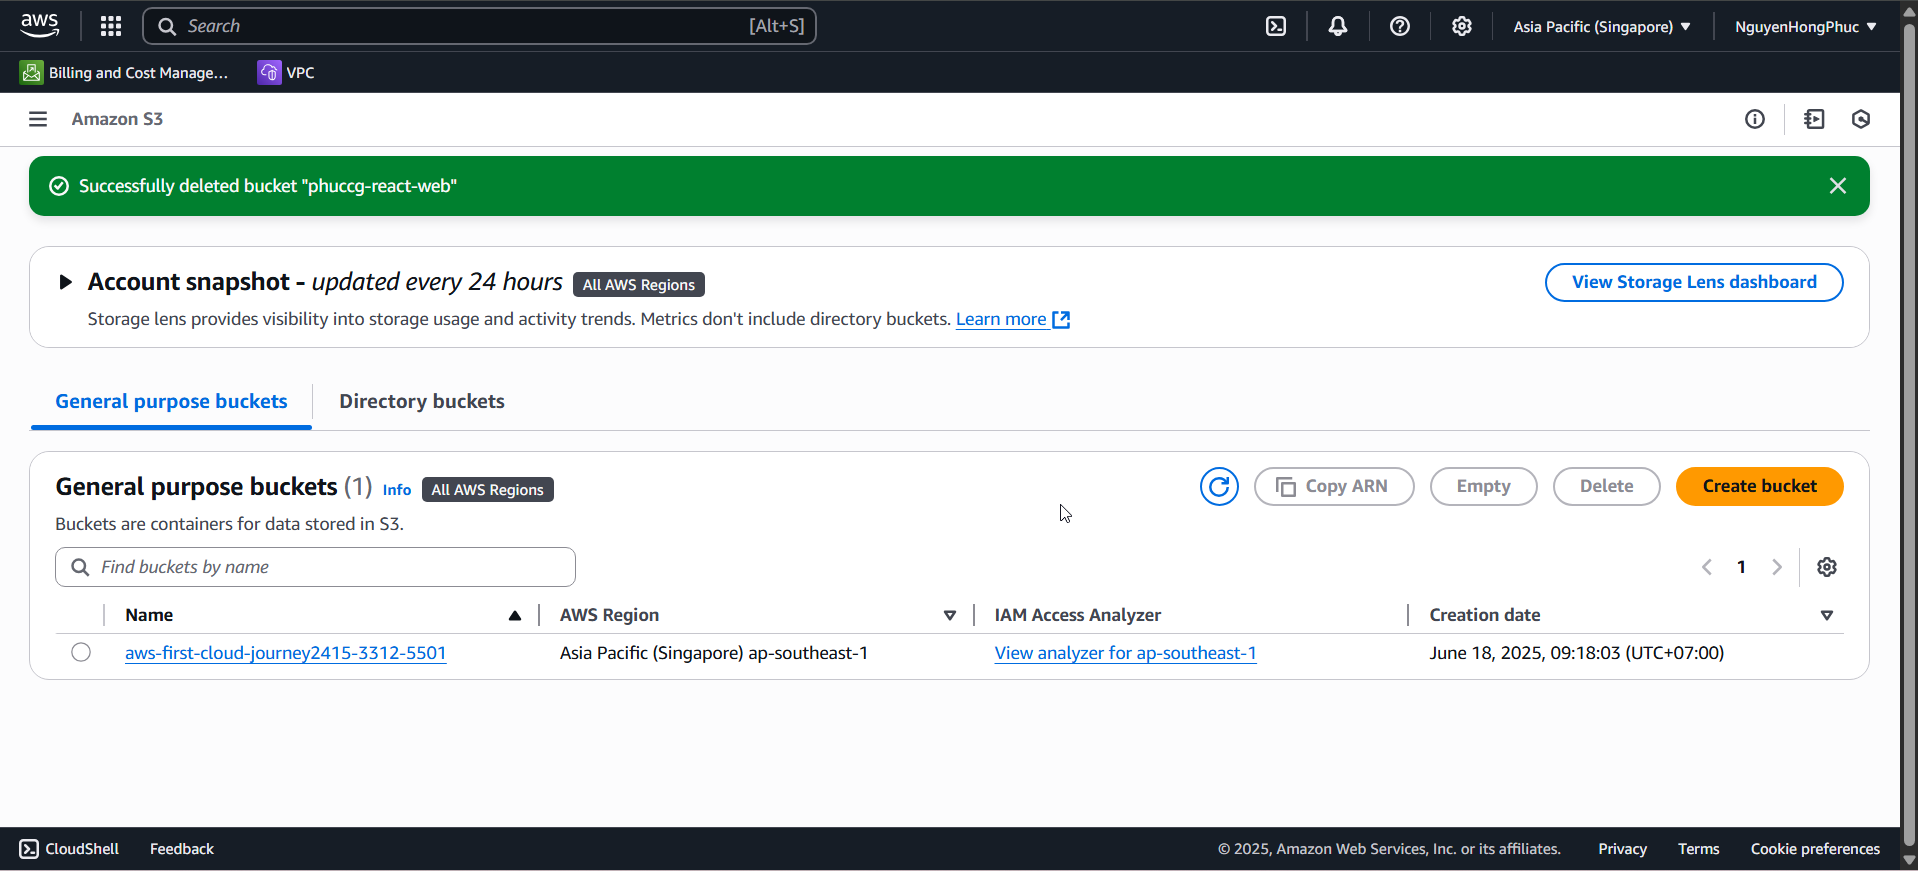 aws
Search [Alt+S]
Asia Pacific (Singapore)
NguyenHongPhuc
Billing and Cost Manage...
VPC
Amazon S3
Successfully deleted bucket "phuccg-react-web"
Account snapshot - updated every 24 hours All AWS Regions
View Storage Lens dashboard
Storage lens provides visibility into storage usage and activity trends. Metrics don't include directory buckets. Learn more
General purpose buckets
Directory buckets
General purpose buckets (1) Info All AWS Regions
Copy ARN
Empty
Delete
Create bucket
Buckets are containers for data stored in S3.
Find buckets by name
1
Name
AWS Region
IAM Access Analyzer
Creation date
aws-first-cloud-journey2415-3312-5501
Asia Pacific (Singapore) ap-southeast-1
View analyzer for ap-southeast-1
June 18, 2025, 09:18:03 (UTC+07:00)
CloudShell
Feedback
© 2025, Amazon Web Services, Inc. or its affiliates.
Privacy
Terms
Cookie preferences